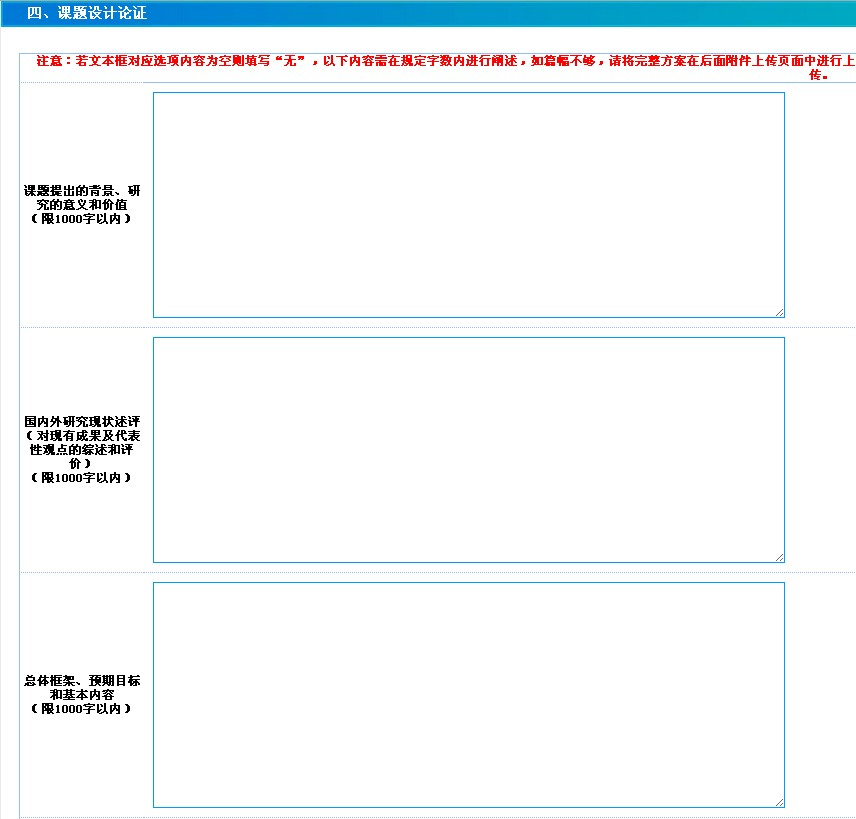 四、课题设计论证
注意：若文本框对应选项内容为空则填写“无”，以下内容需在规定字数内进行阐述，如篇幅不够，请将完整方案在后面附件上传页面中进行上
传。
课题提出的背景、研
究的意义和价值
（限1000字以内）
国内外研究现状述评
（对现有成果及代表
性观点的综述和评
价）
（限1000字以内）
总体框架、预期目标
和基本内容
（限1000字以内）